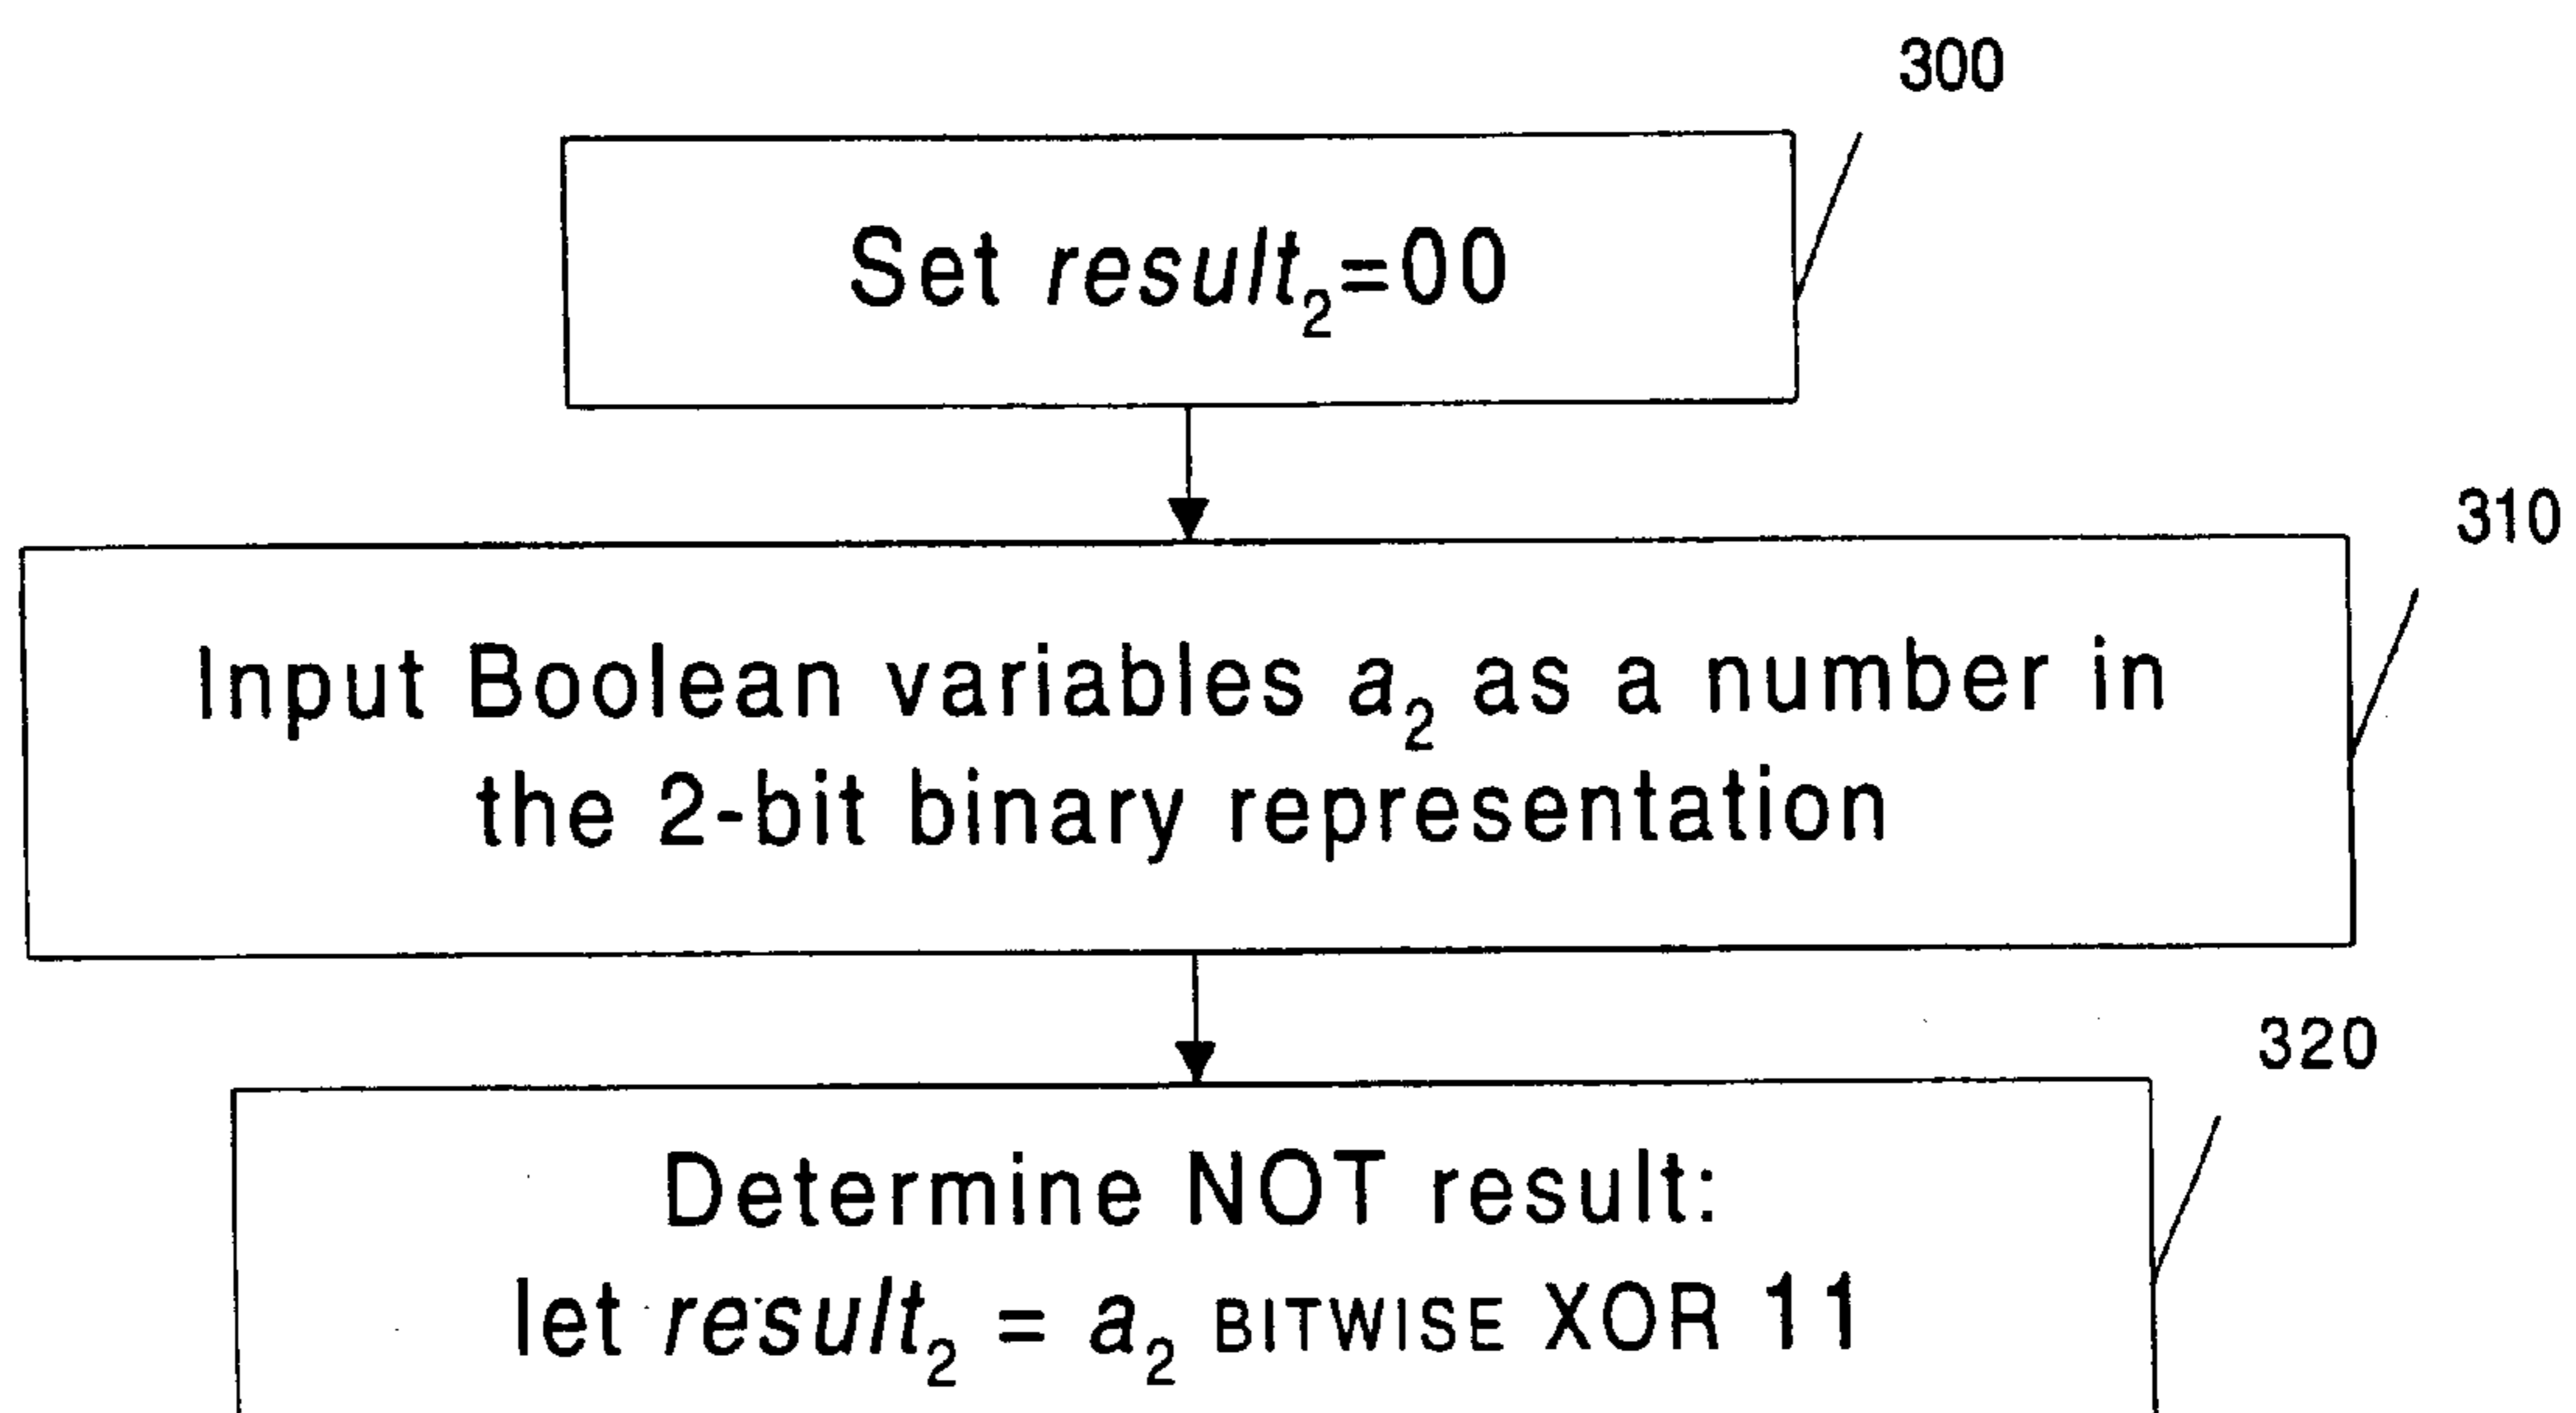 300
Set result₂=00
310
Input Boolean variables a₂ as a number in
the 2-bit binary representation
320
Determine NOT result:
let result₂ = a₂ BITWISE XOR 11